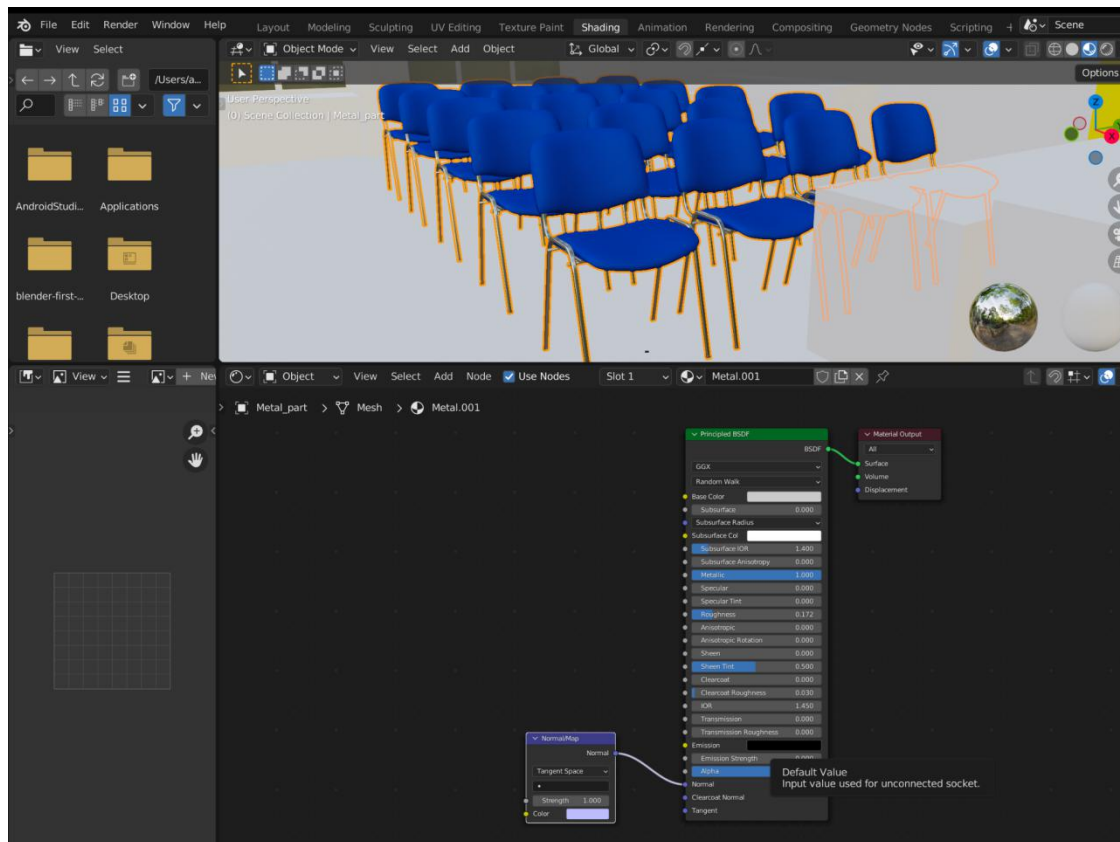 File Edit Render Window Help Layout Modeling Sculpting UV Editing Texture Paint Shading Animation Rendering Compositing Geometry Nodes Scripting + Scene
View Select
/Users/a...
AndroidStudi... Applications
blender-first-... Desktop
Object Mode View Select Add Object Global
Options
User Perspective
(0) Scene Collection | Metal_part
Z
X
View + Nev
Object View Select Add Node Use Nodes Slot 1 Metal.001
Metal_part > Mesh > Metal.001
Principled BSDF
BSDF
GGX
Random Walk
Base Color
Subsurface 0.000
Subsurface Radius
Subsurface Col
Subsurface IOR 1.400
Subsurface Anisotropy 0.000
Metallic 1.000
Specular 0.000
Specular Tint 0.000
Roughness 0.172
Anisotropic 0.000
Anisotropic Rotation 0.000
Sheen 0.000
Sheen Tint 0.500
Clearcoat 0.000
Clearcoat Roughness 0.030
IOR 1.450
Transmission 0.000
Transmission Roughness 0.000
Emission
Emission Strength
Alpha
Normal
Clearcoat Normal
Tangent
Material Output
All
Surface
Volume
Displacement
Normal/Map
Normal
Tangent Space
Strength 1.000
Color
Default Value
Input value used for unconnected socket.